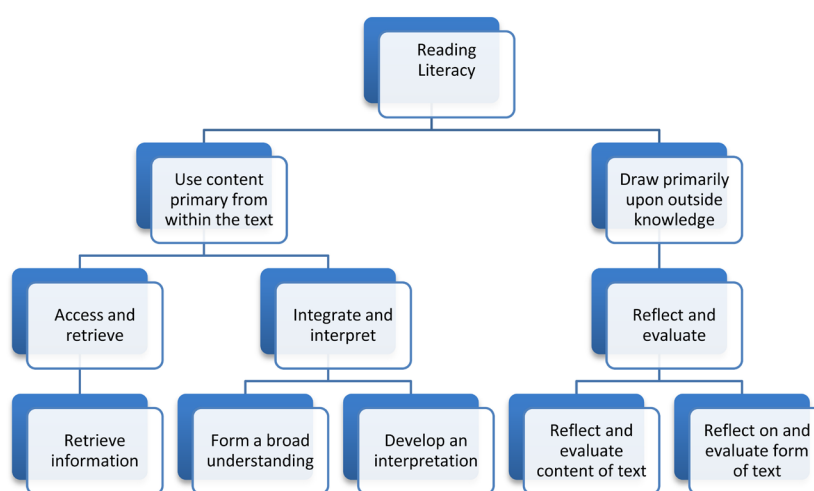 Reading
Literacy
Use content
primary from
within the text
Draw primarily
upon outside
knowledge
Access and
retrieve
Integrate and
interpret
Reflect and
evaluate
Retrieve
information
Form a broad
understanding
Develop an
interpretation
Reflect and
evaluate
content of text
Reflect on and
evaluate form
of text